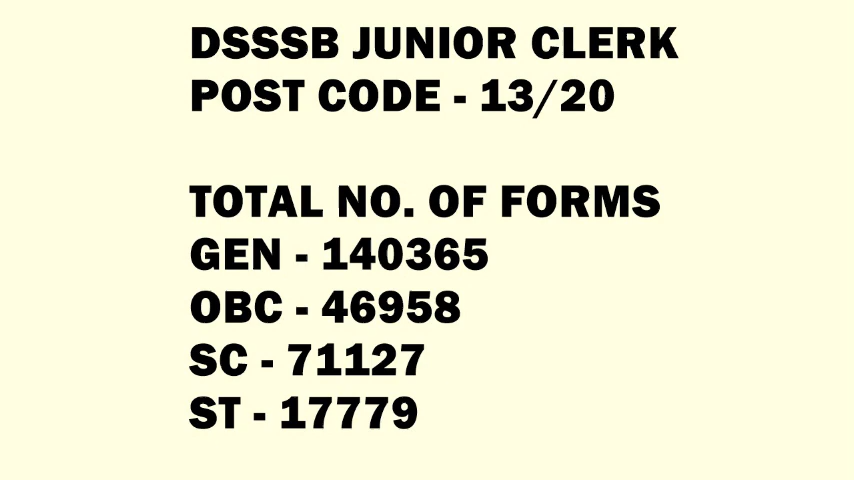 DSSSB JUNIOR CLERK
POST CODE - 13/20
TOTAL NO. OF FORMS
GEN - 140365
OBC - 46958
SC - 71127
ST - 17779